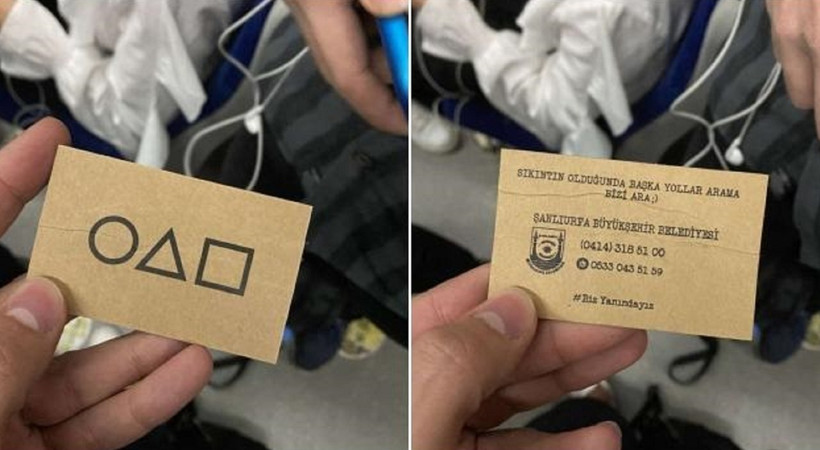 SIKINTIN OLDUĞUNDA BAŞKA YOLLAR ARAMA
BİZİ ARA;)
ŞANLIURFA BÜYÜKŞEHİR BELEDİYESİ
(0414) 318 51 00
0533 043 51 59
#Biz Yanındayız